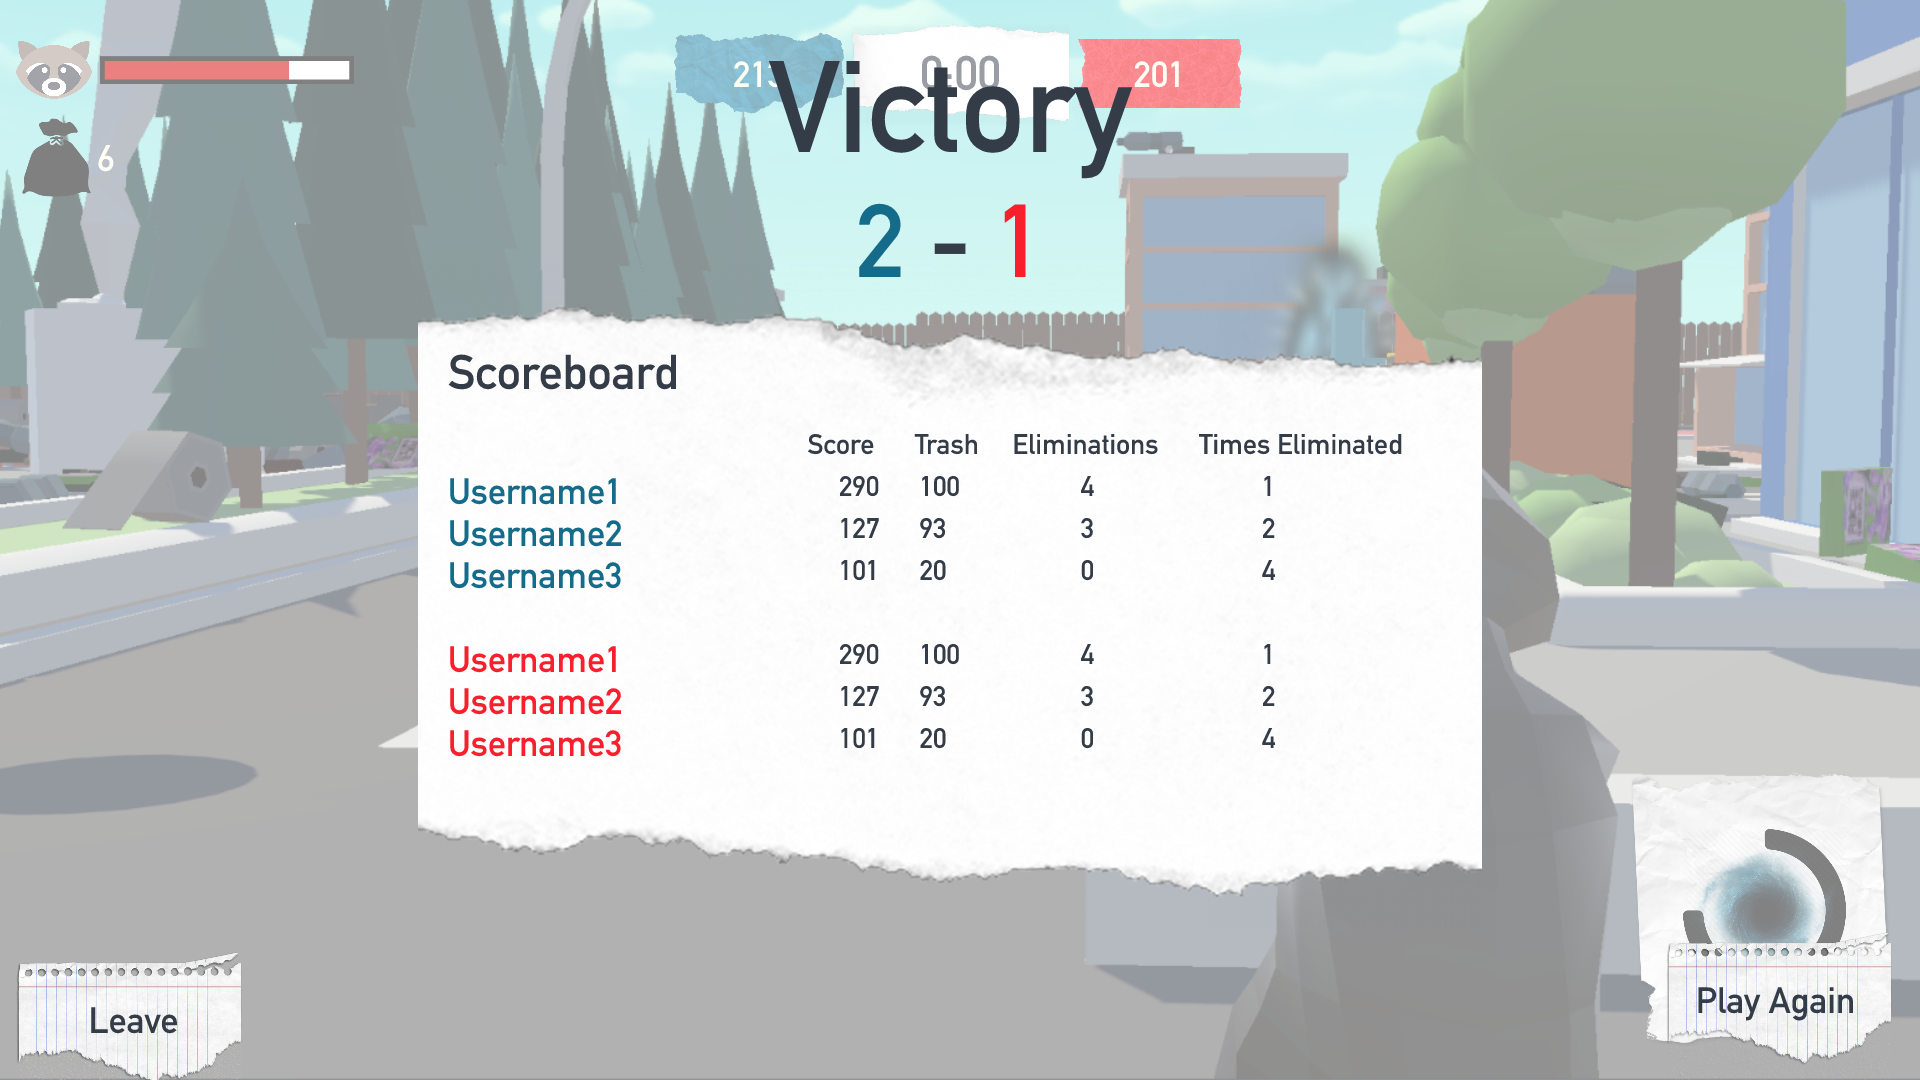 0:00
201
6
Victory
2 - 1
Scoreboard
Score Trash Eliminations Times Eliminated
Username1 290 100 4 1
Username2 127 93 3 2
Username3 101 20 0 4
Username1 290 100 4 1
Username2 127 93 3 2
Username3 101 20 0 4
Leave
Play Again